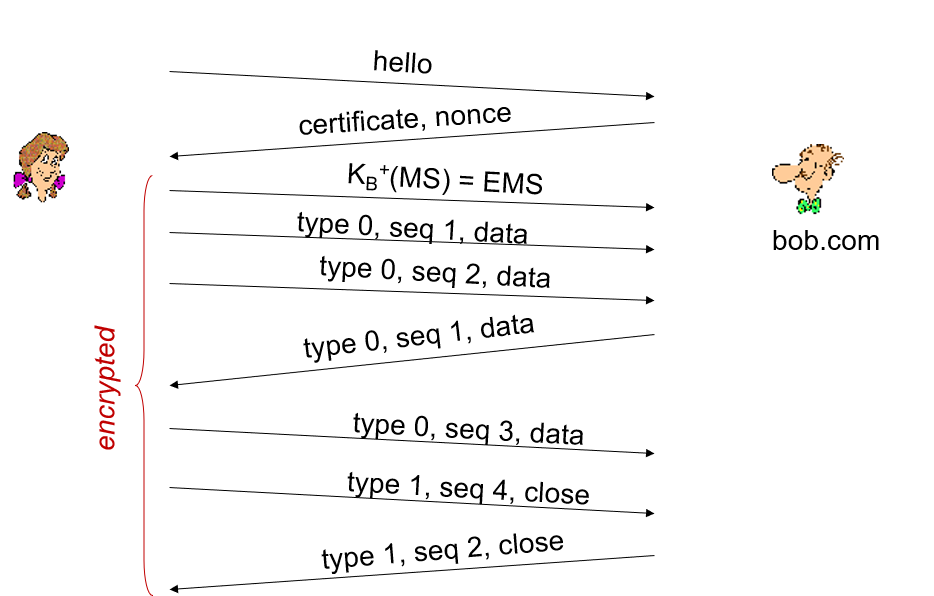 hello
certificate, nonce
K_B⁺(MS) = EMS
type 0, seq 1, data
bob.com
type 0, seq 2, data
type 0, seq 1, data
encrypted
type 0, seq 3, data
type 1, seq 4, close
type 1, seq 2, close